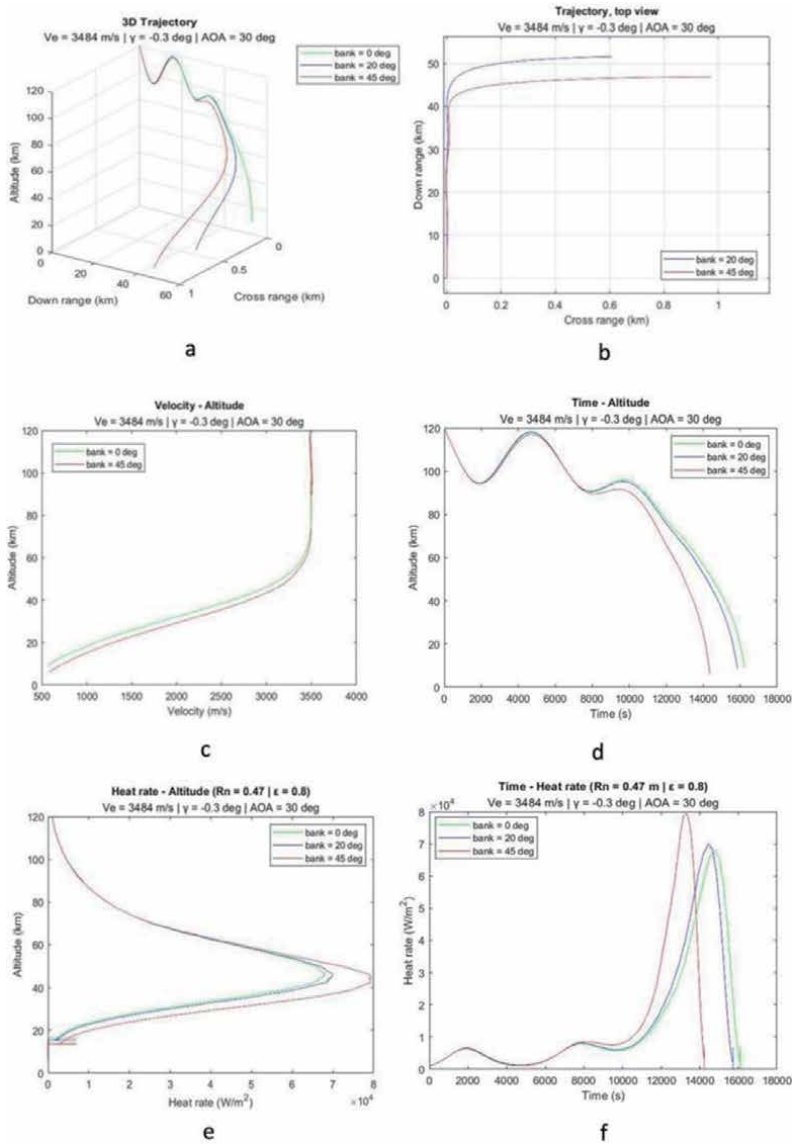 3D Trajectory
Ve = 3484 m/s | γ = -0.3 deg | AOA = 30 deg
bank = 0 deg
bank = 20 deg
bank = 45 deg
120
100
80
60
40
20
0
Altitude (km)
0
20
40
60
Down range (km)
1
0.5
0
Cross range (km)
a
Trajectory, top view
Ve = 3484 m/s | γ = -0.3 deg | AOA = 30 deg
50
40
30
20
10
0
Down range (km)
bank = 20 deg
bank = 45 deg
0
0.2
0.4
0.6
0.8
1
Cross range (km)
b
Velocity - Altitude
Ve = 3484 m/s | γ = -0.3 deg | AOA = 30 deg
bank = 0 deg
bank = 45 deg
120
100
80
60
40
20
0
Altitude (km)
500
1000
1500
2000
2500
3000
3500
4000
Velocity (m/s)
c
Time - Altitude
Ve = 3484 m/s | γ = -0.3 deg | AOA = 30 deg
bank = 0 deg
bank = 20 deg
bank = 45 deg
120
100
80
60
40
20
0
Altitude (km)
0
2000
4000
6000
8000
10000
12000
14000
16000
18000
Time (s)
d
Heat rate - Altitude (Rn = 0.47 | ε = 0.8)
Ve = 3484 m/s | γ = -0.3 deg | AOA = 30 deg
bank = 0 deg
bank = 20 deg
bank = 45 deg
120
100
80
60
40
20
0
Altitude (km)
0
1
2
3
4
5
6
7
8
×10⁴
Heat rate (W/m²)
e
Time - Heat rate (Rn = 0.47 m | ε = 0.8)
Ve = 3484 m/s | γ = -0.3 deg | AOA = 30 deg
×10⁴
bank = 0 deg
bank = 20 deg
bank = 45 deg
8
7
6
5
4
3
2
1
0
Heat rate (W/m²)
0
2000
4000
6000
8000
10000
12000
14000
16000
18000
Time (s)
f